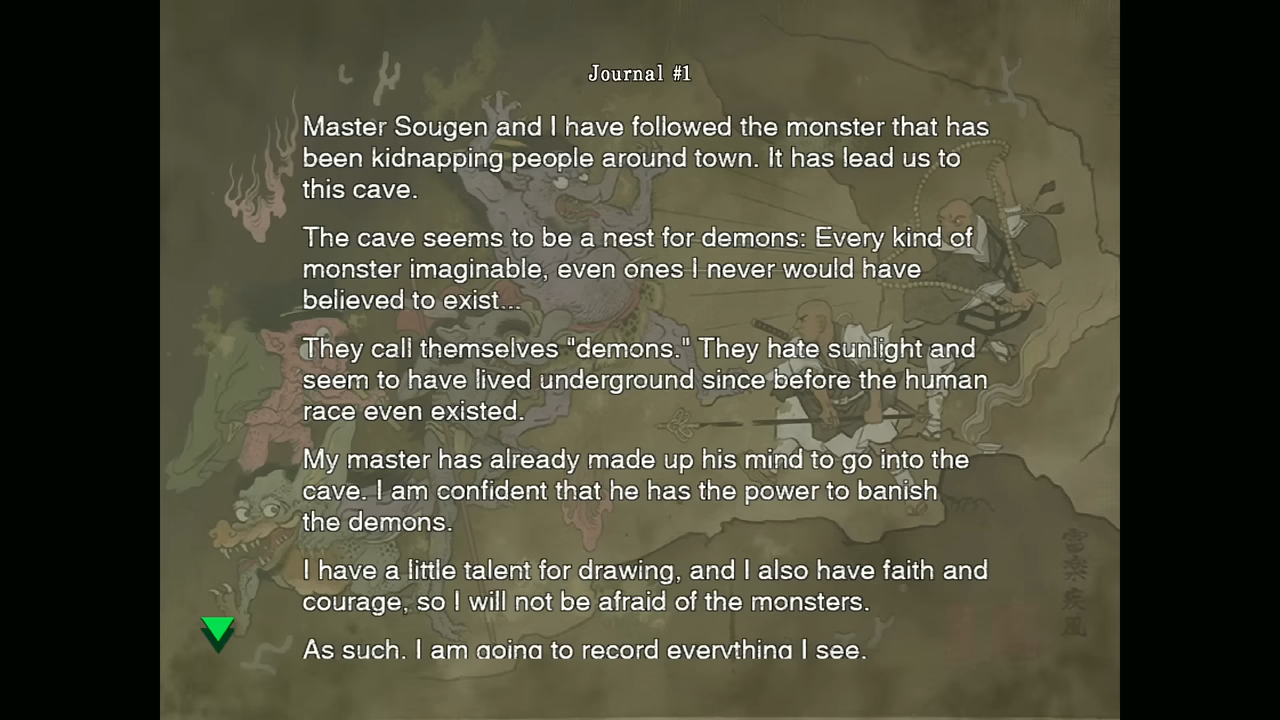 Journal #1
Master Sougen and I have followed the monster that has
been kidnapping people around town. It has lead us to
this cave.
The cave seems to be a nest for demons: Every kind of
monster imaginable, even ones I never would have
believed to exist...
They call themselves "demons." They hate sunlight and
seem to have lived underground since before the human
race even existed.
My master has already made up his mind to go into the
cave. I am confident that he has the power to banish
the demons.
I have a little talent for drawing, and I also have faith and
courage, so I will not be afraid of the monsters.
As such, I am going to record everything I see.